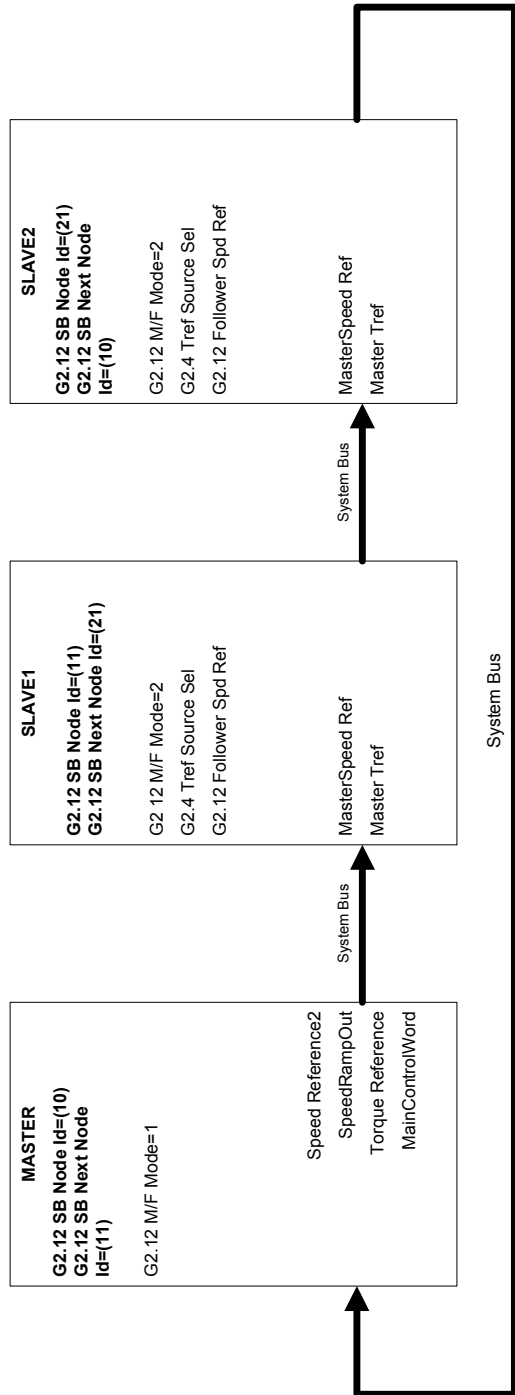 MASTER
G2.12 SB Node Id=(10)
G2.12 SB Next Node
Id=(11)
G2.12 M/F Mode=1
Speed Reference2
SpeedRampOut
Torque Reference
MainControlWord
System Bus
SLAVE1
G2.12 SB Node Id=(11)
G2.12 SB Next Node Id=(21)
G2 12 M/F Mode=2
G2.4 Tref Source Sel
G2.12 Follower Spd Ref
MasterSpeed Ref
Master Tref
System Bus
SLAVE2
G2.12 SB Node Id=(21)
G2.12 SB Next Node
Id=(10)
G2.12 M/F Mode=2
G2.4 Tref Source Sel
G2.12 Follower Spd Ref
MasterSpeed Ref
Master Tref
System Bus